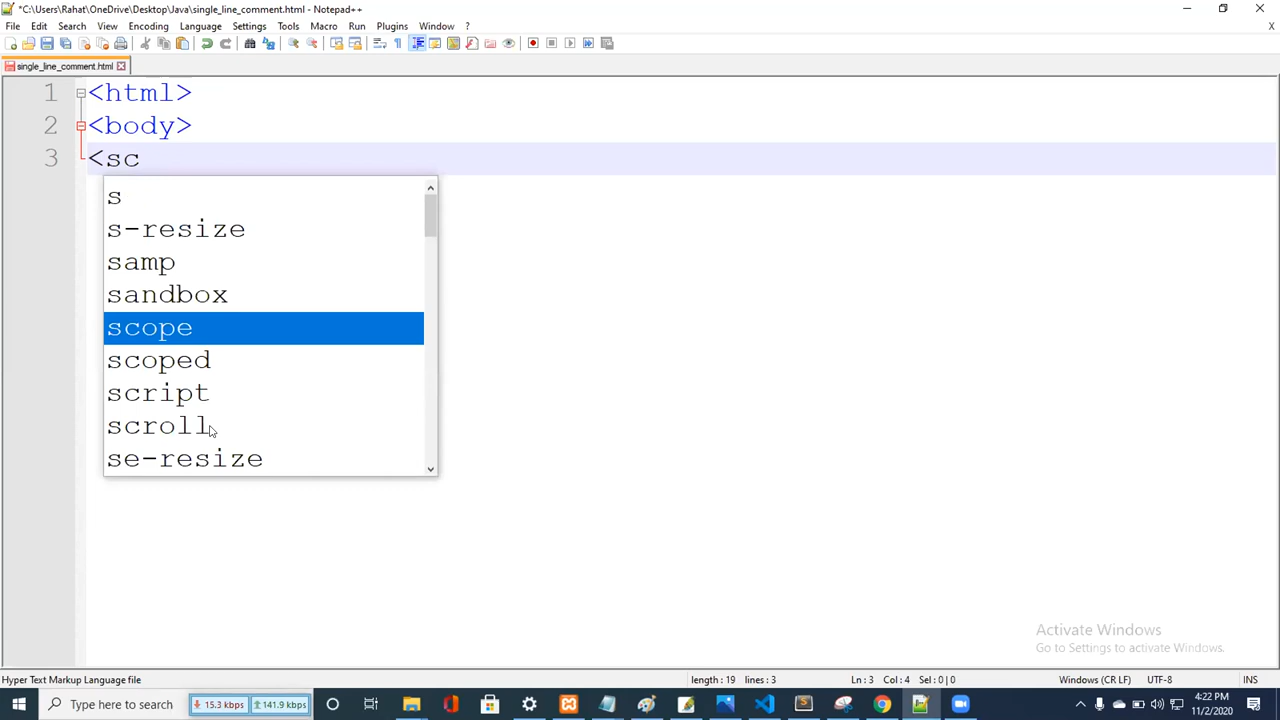 *C:\Users\Rahat\OneDrive\Desktop\Java\single_line_comment.html - Notepad++
File Edit Search View Encoding Language Settings Tools Macro Run Plugins Window ?
single_line_comment.html
1 <html>
2 <body>
3 <sc
s
s-resize
samp
sandbox
scope
scoped
script
scroll
se-resize
Activate Windows
Go to Settings to activate Windows.
Hyper Text Markup Language file length : 19 lines : 3 Ln : 3 Col : 4 Sel : 0 | 0 Windows (CR LF) UTF-8 INS
Type here to search 15.3 kbps 141.9 kbps 4:22 PM
11/2/2020